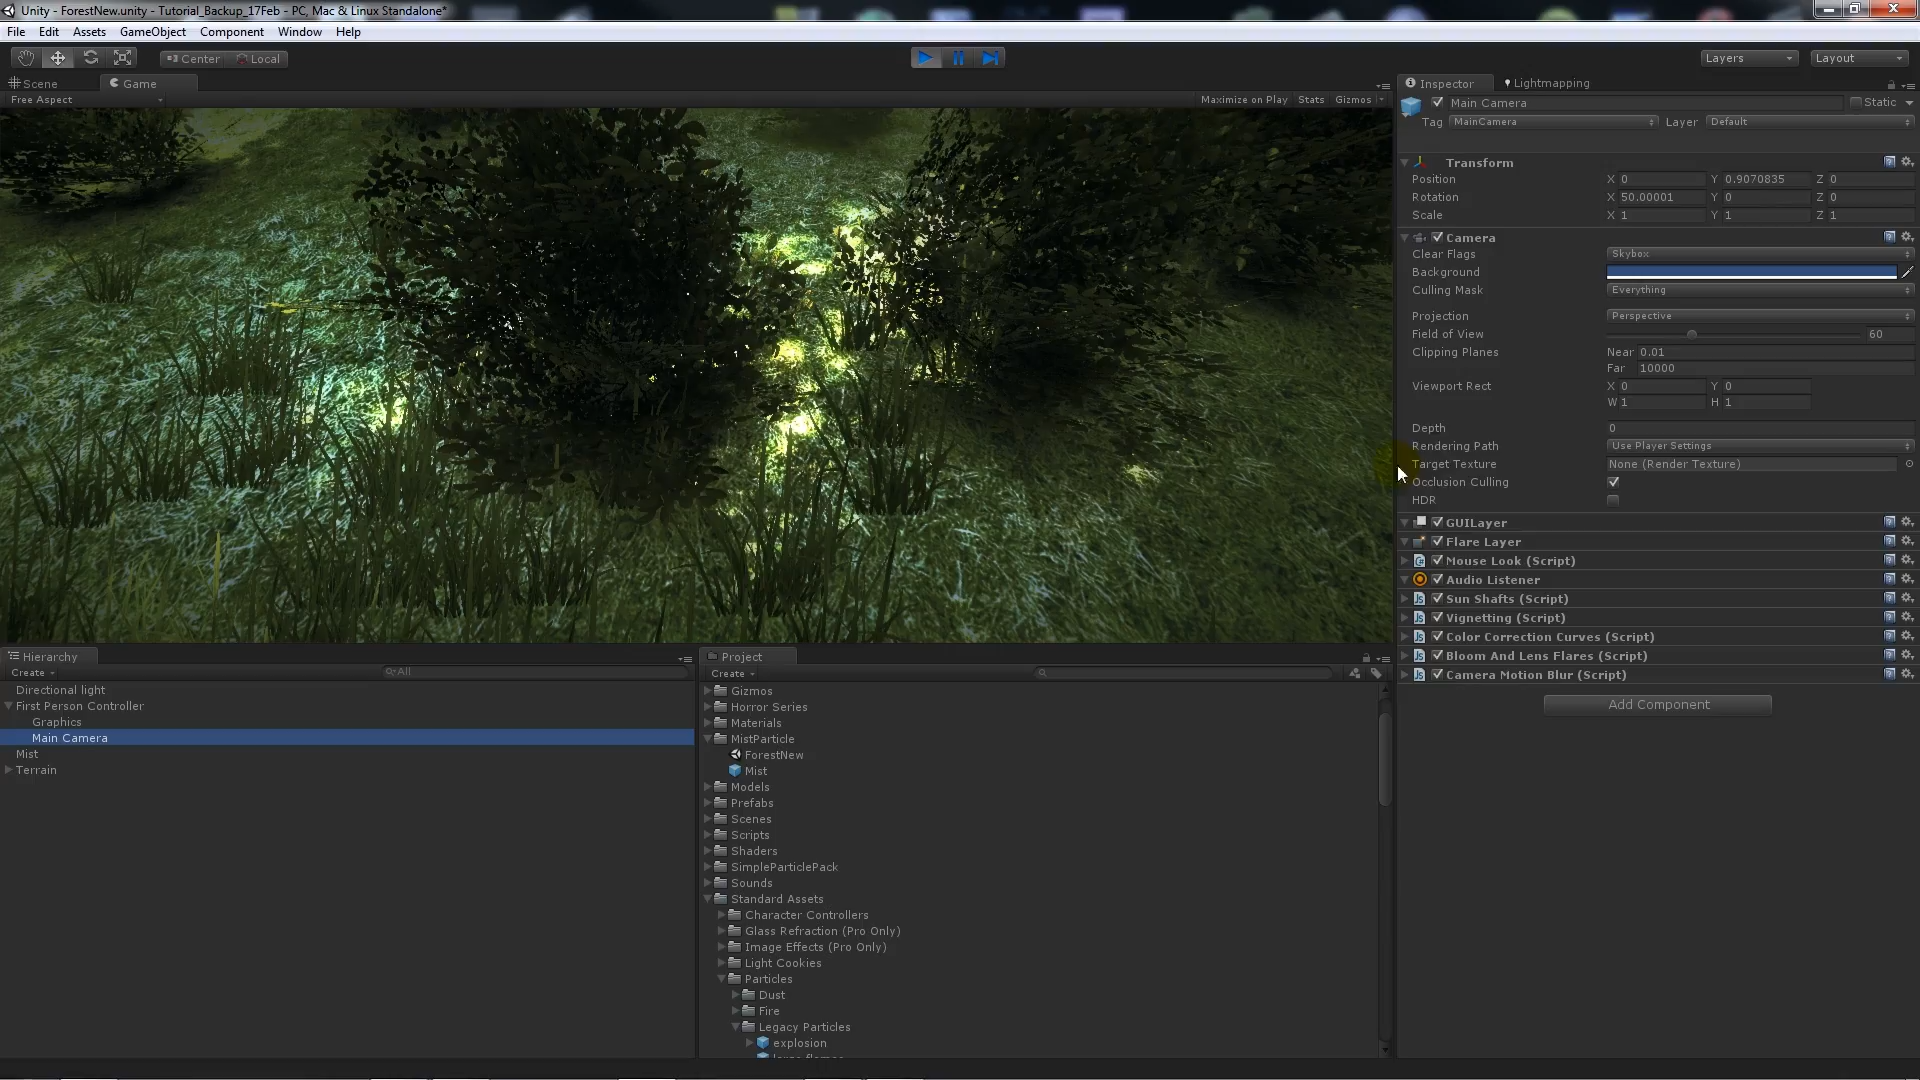 Unity - ForestNew.unity - Tutorial_Backup_17Feb - PC, Mac & Linux Standalone*
File Edit Assets GameObject Component Window Help
Center Local Layers Layout
Scene Game
Free Aspect Maximize on Play Stats Gizmos
Inspector Lightmapping
Main Camera Static
Tag MainCamera Layer Default
Transform
Position X 0 Y 0.9070835 Z 0
Rotation X 50.00001 Y 0 Z 0
Scale X 1 Y 1 Z 1
Camera
Clear Flags Skybox
Background
Culling Mask Everything
Projection Perspective
Field of View 60
Clipping Planes Near 0.01
Far 10000
Viewport Rect X 0 Y 0
W 1 H 1
Depth 0
Rendering Path Use Player Settings
Target Texture None (Render Texture)
Occlusion Culling
HDR
GUILayer
Flare Layer
Mouse Look (Script)
Audio Listener
Sun Shafts (Script)
Vignetting (Script)
Color Correction Curves (Script)
Bloom And Lens Flares (Script)
Camera Motion Blur (Script)
Add Component
Hierarchy
Create All
Directional light
First Person Controller
Graphics
Main Camera
Mist
Terrain
Project
Create
Gizmos
Horror Series
Materials
MistParticle
ForestNew
Mist
Models
Prefabs
Scenes
Scripts
Shaders
SimpleParticlePack
Sounds
Standard Assets
Character Controllers
Glass Refraction (Pro Only)
Image Effects (Pro Only)
Light Cookies
Particles
Dust
Fire
Legacy Particles
explosion